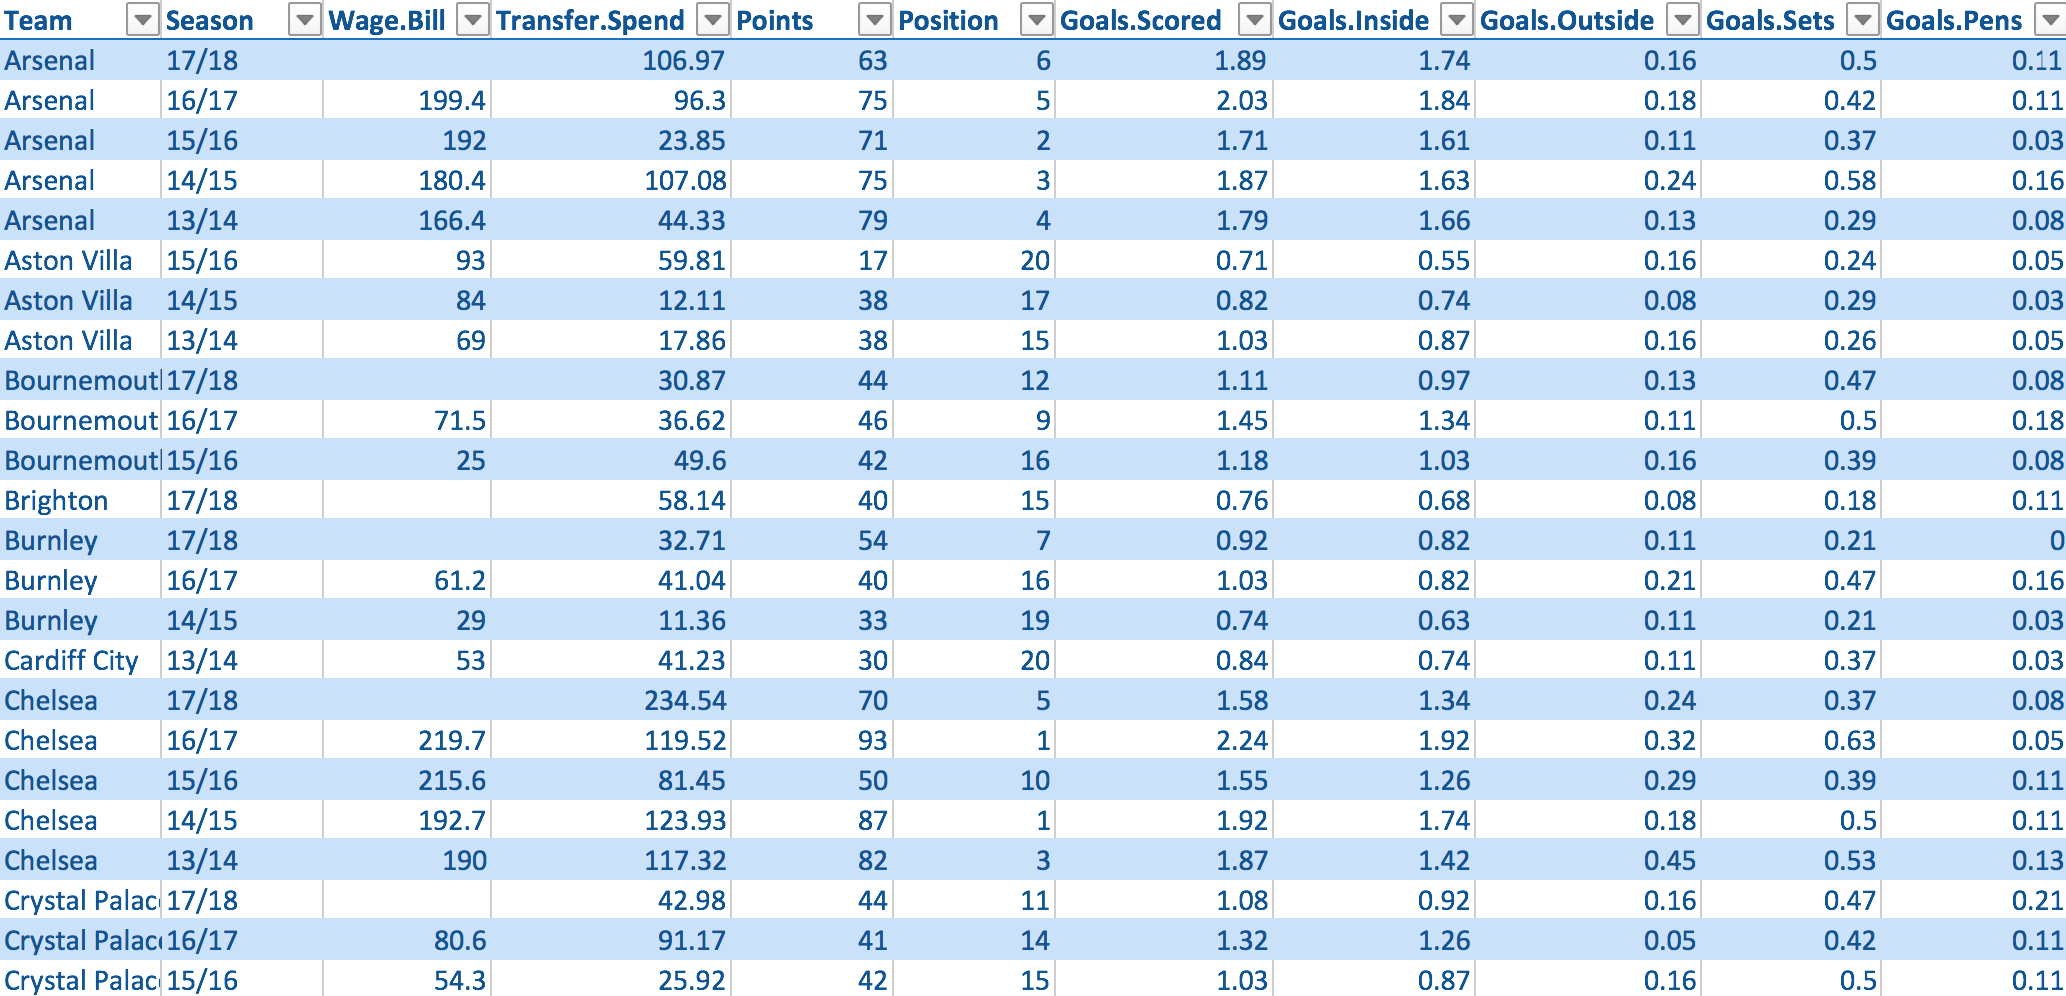 Team Season Wage.Bill Transfer.Spend Points Position Goals.Scored Goals.Inside Goals.Outside Goals.Sets Goals.Pens
Arsenal 17/18 106.97 63 6 1.89 1.74 0.16 0.5 0.11
Arsenal 16/17 199.4 96.3 75 5 2.03 1.84 0.18 0.42 0.11
Arsenal 15/16 192 23.85 71 2 1.71 1.61 0.11 0.37 0.03
Arsenal 14/15 180.4 107.08 75 3 1.87 1.63 0.24 0.58 0.16
Arsenal 13/14 166.4 44.33 79 4 1.79 1.66 0.13 0.29 0.08
Aston Villa 15/16 93 59.81 17 20 0.71 0.55 0.16 0.24 0.05
Aston Villa 14/15 84 12.11 38 17 0.82 0.74 0.08 0.29 0.03
Aston Villa 13/14 69 17.86 38 15 1.03 0.87 0.16 0.26 0.05
Bournemouth 17/18 30.87 44 12 1.11 0.97 0.13 0.47 0.08
Bournemout 16/17 71.5 36.62 46 9 1.45 1.34 0.11 0.5 0.18
Bournemouth 15/16 25 49.6 42 16 1.18 1.03 0.16 0.39 0.08
Brighton 17/18 58.14 40 15 0.76 0.68 0.08 0.18 0.11
Burnley 17/18 32.71 54 7 0.92 0.82 0.11 0.21 0
Burnley 16/17 61.2 41.04 40 16 1.03 0.82 0.21 0.47 0.16
Burnley 14/15 29 11.36 33 19 0.74 0.63 0.11 0.21 0.03
Cardiff City 13/14 53 41.23 30 20 0.84 0.74 0.11 0.37 0.03
Chelsea 17/18 234.54 70 5 1.58 1.34 0.24 0.37 0.08
Chelsea 16/17 219.7 119.52 93 1 2.24 1.92 0.32 0.63 0.05
Chelsea 15/16 215.6 81.45 50 10 1.55 1.26 0.29 0.39 0.11
Chelsea 14/15 192.7 123.93 87 1 1.92 1.74 0.18 0.5 0.11
Chelsea 13/14 190 117.32 82 3 1.87 1.42 0.45 0.53 0.13
Crystal Palac 17/18 42.98 44 11 1.08 0.92 0.16 0.47 0.21
Crystal Palac 16/17 80.6 91.17 41 14 1.32 1.26 0.05 0.42 0.11
Crystal Palac 15/16 54.3 25.92 42 15 1.03 0.87 0.16 0.5 0.11